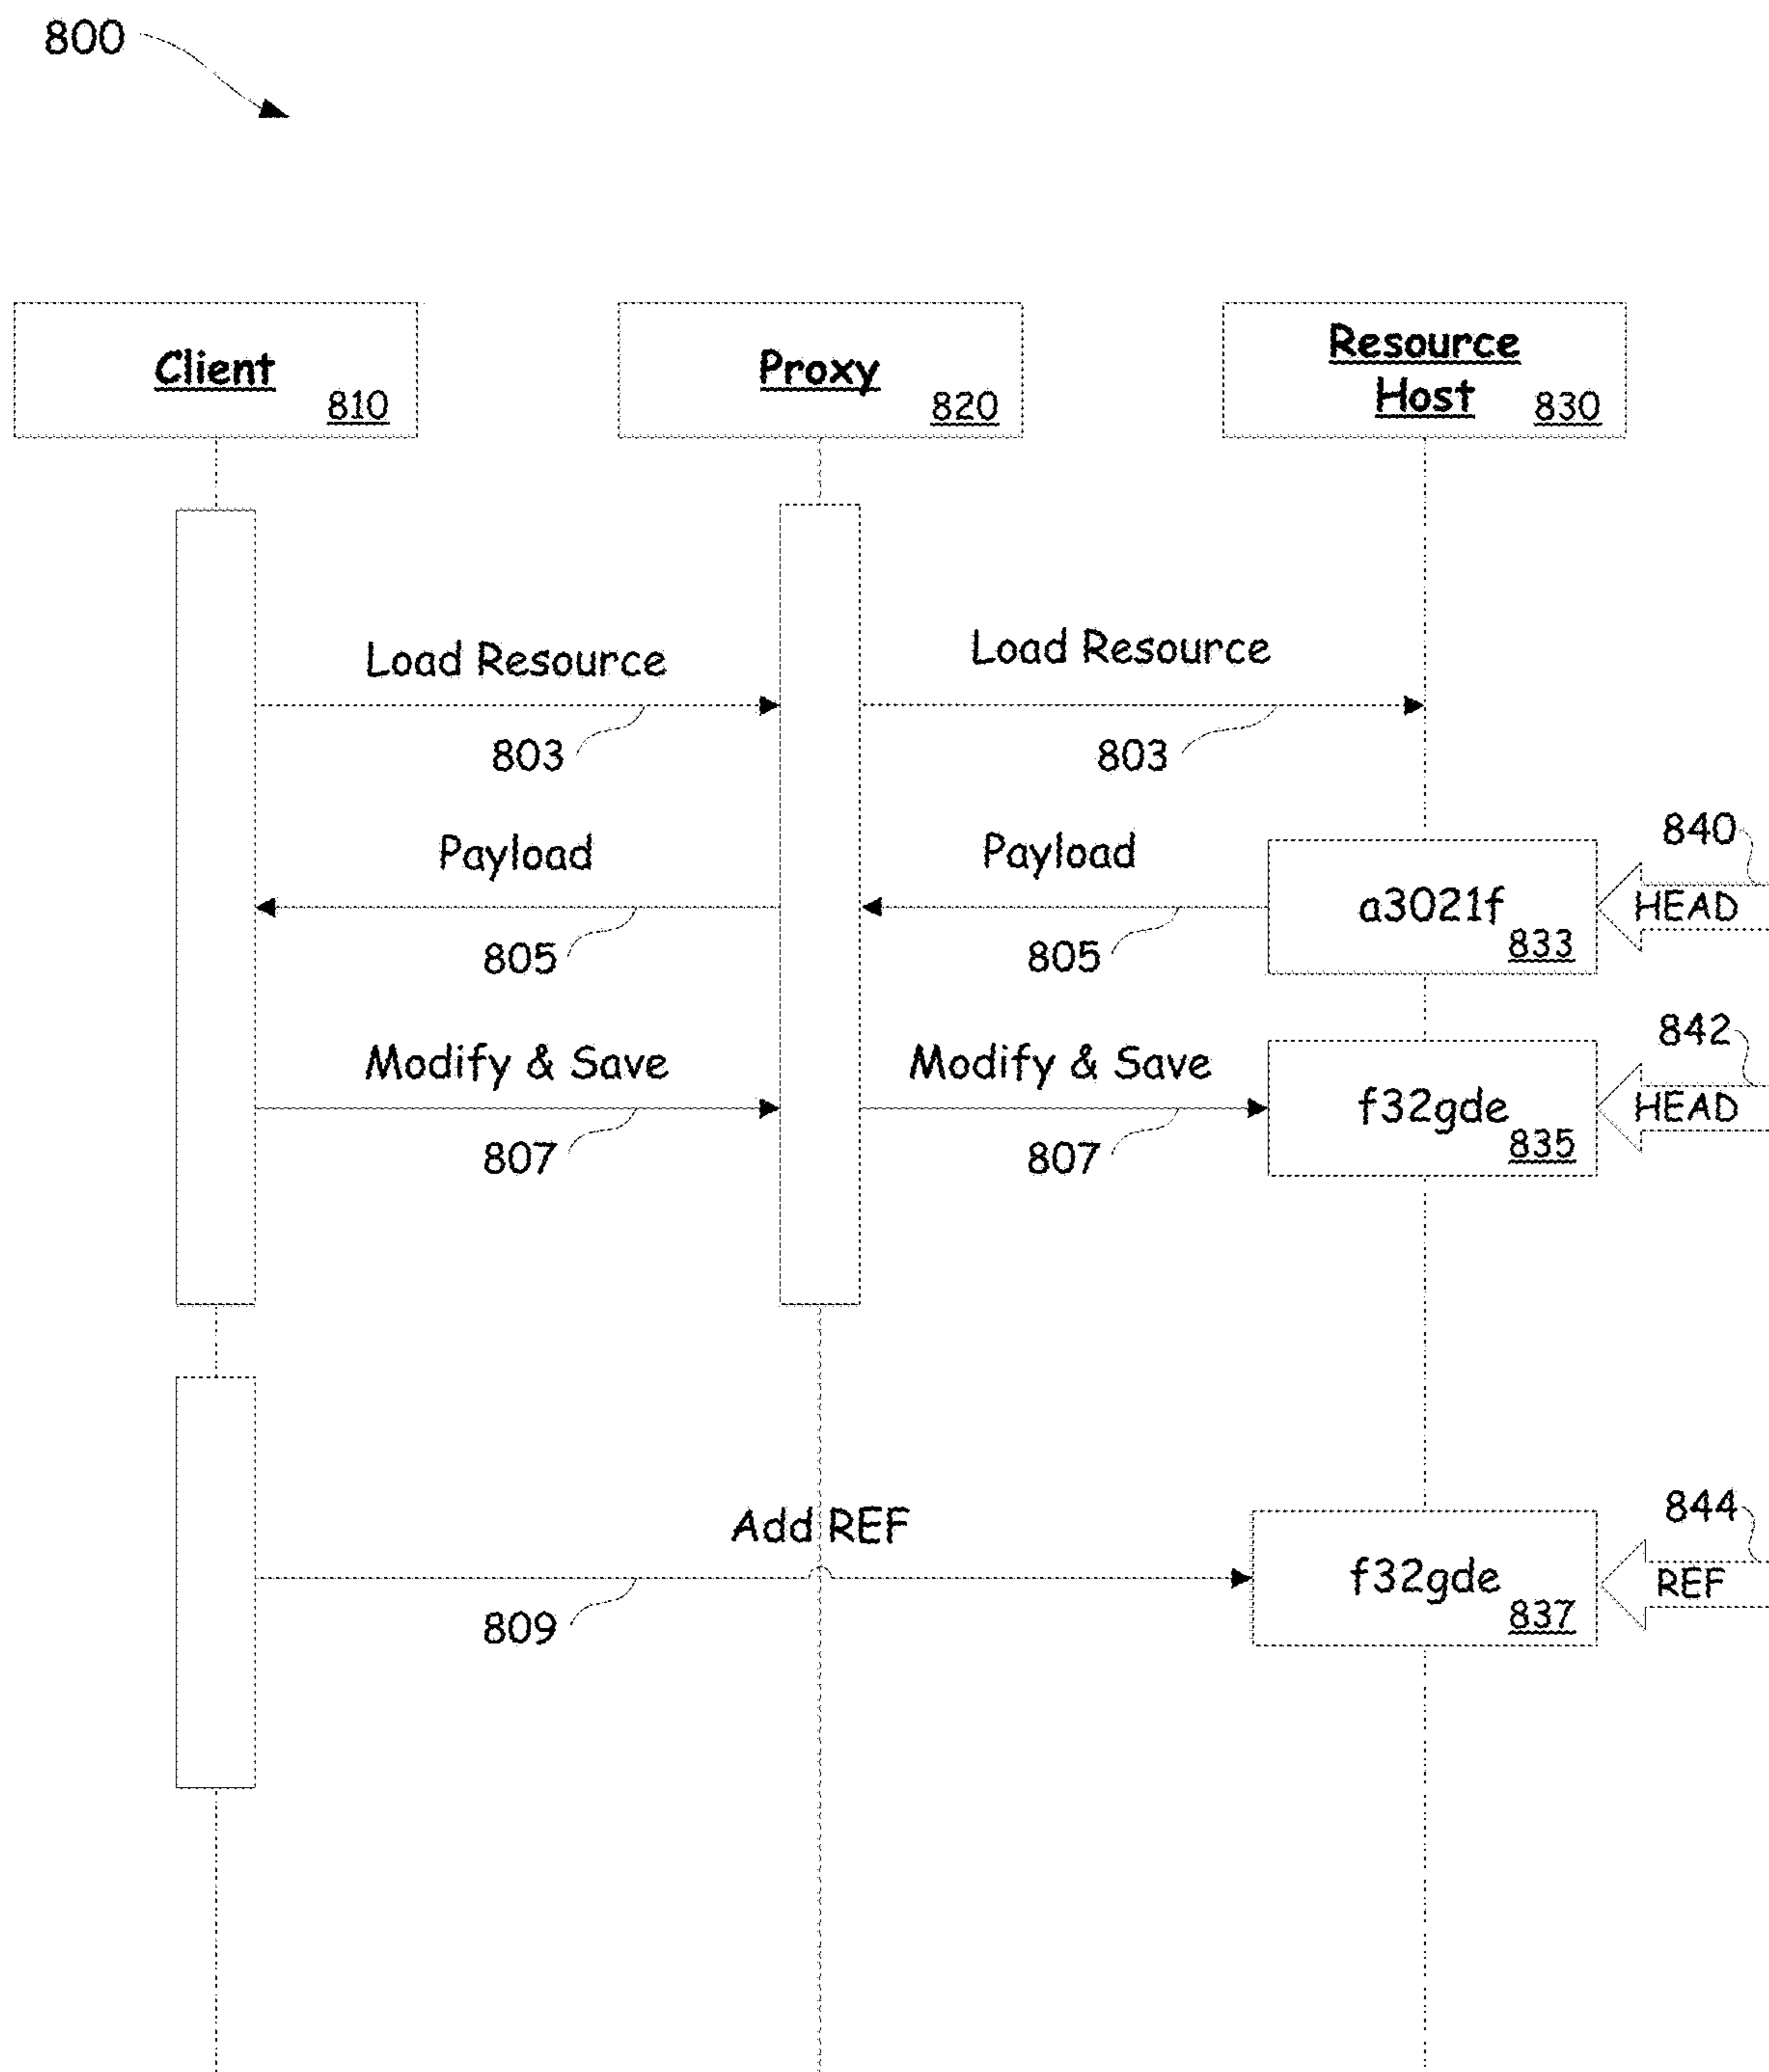 800
Client
810
Proxy
820
Resource
Host
830
Load Resource
803
Load Resource
803
Payload
805
Payload
805
a3021f
833
840
HEAD
Modify & Save
807
Modify & Save
807
f32gde
835
842
HEAD
Add REF
809
f32gde
837
844
REF